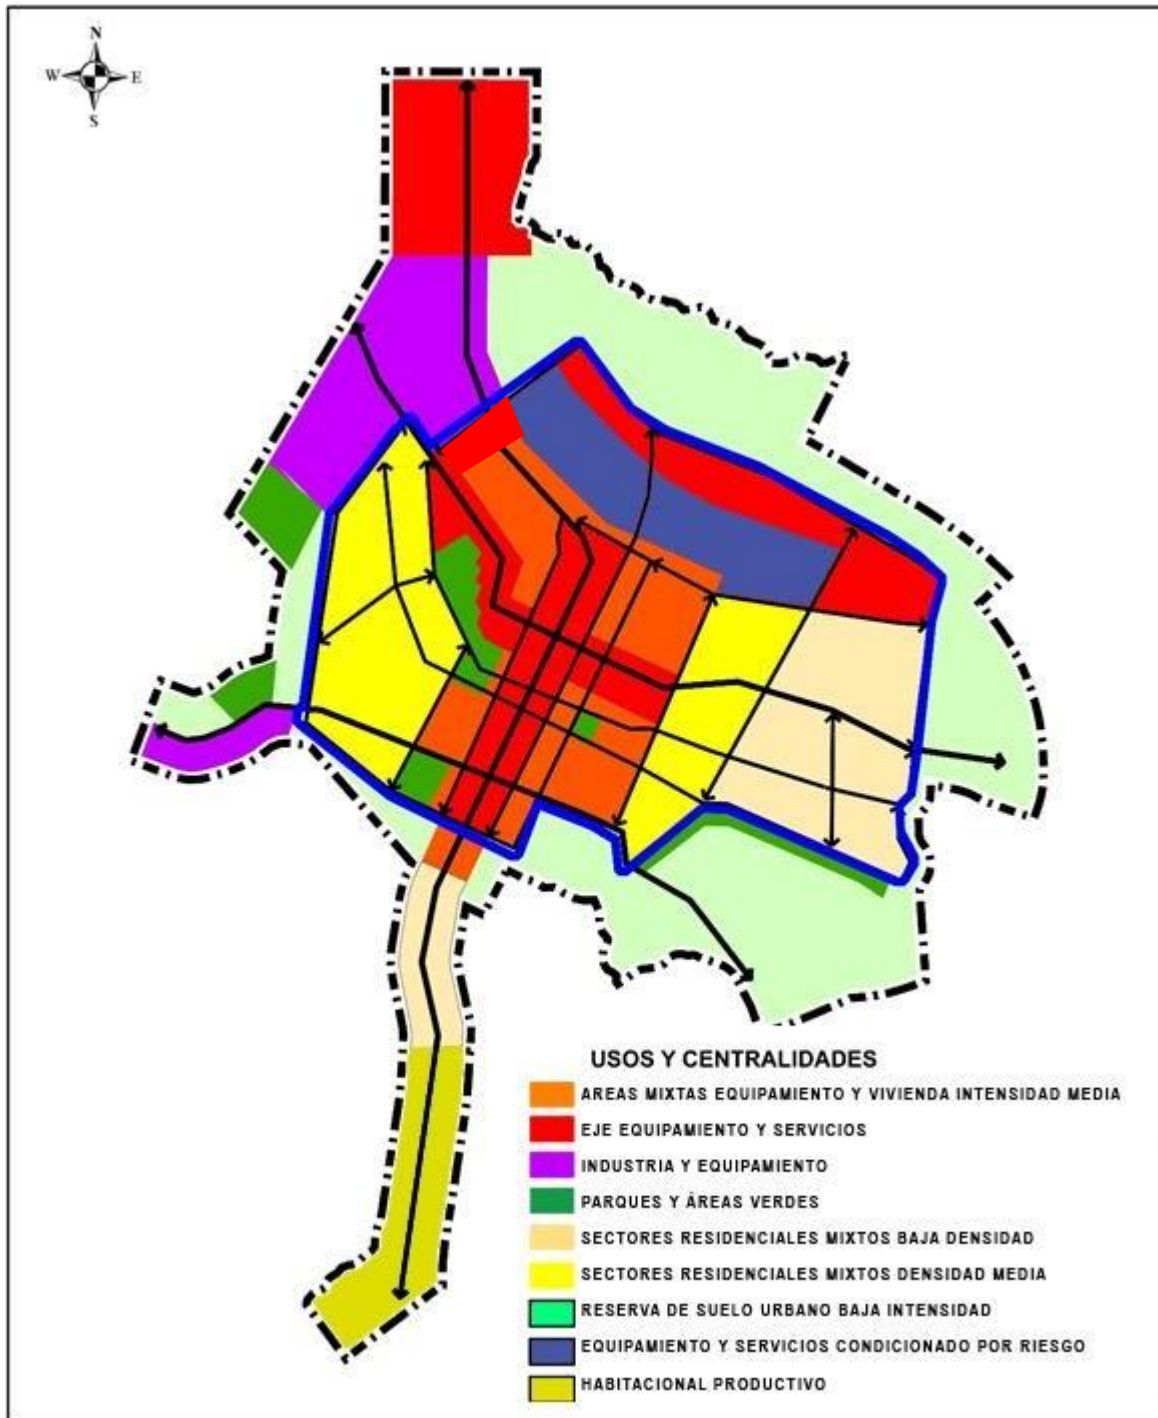 N
W E
S
USOS Y CENTRALIDADES
AREAS MIXTAS EQUIPAMIENTO Y VIVIENDA INTENSIDAD MEDIA
EJE EQUIPAMIENTO Y SERVICIOS
INDUSTRIA Y EQUIPAMIENTO
PARQUES Y ÁREAS VERDES
SECTORES RESIDENCIALES MIXTOS BAJA DENSIDAD
SECTORES RESIDENCIALES MIXTOS DENSIDAD MEDIA
RESERVA DE SUELO URBANO BAJA INTENSIDAD
EQUIPAMIENTO Y SERVICIOS CONDICIONADO POR RIESGO
HABITACIONAL PRODUCTIVO